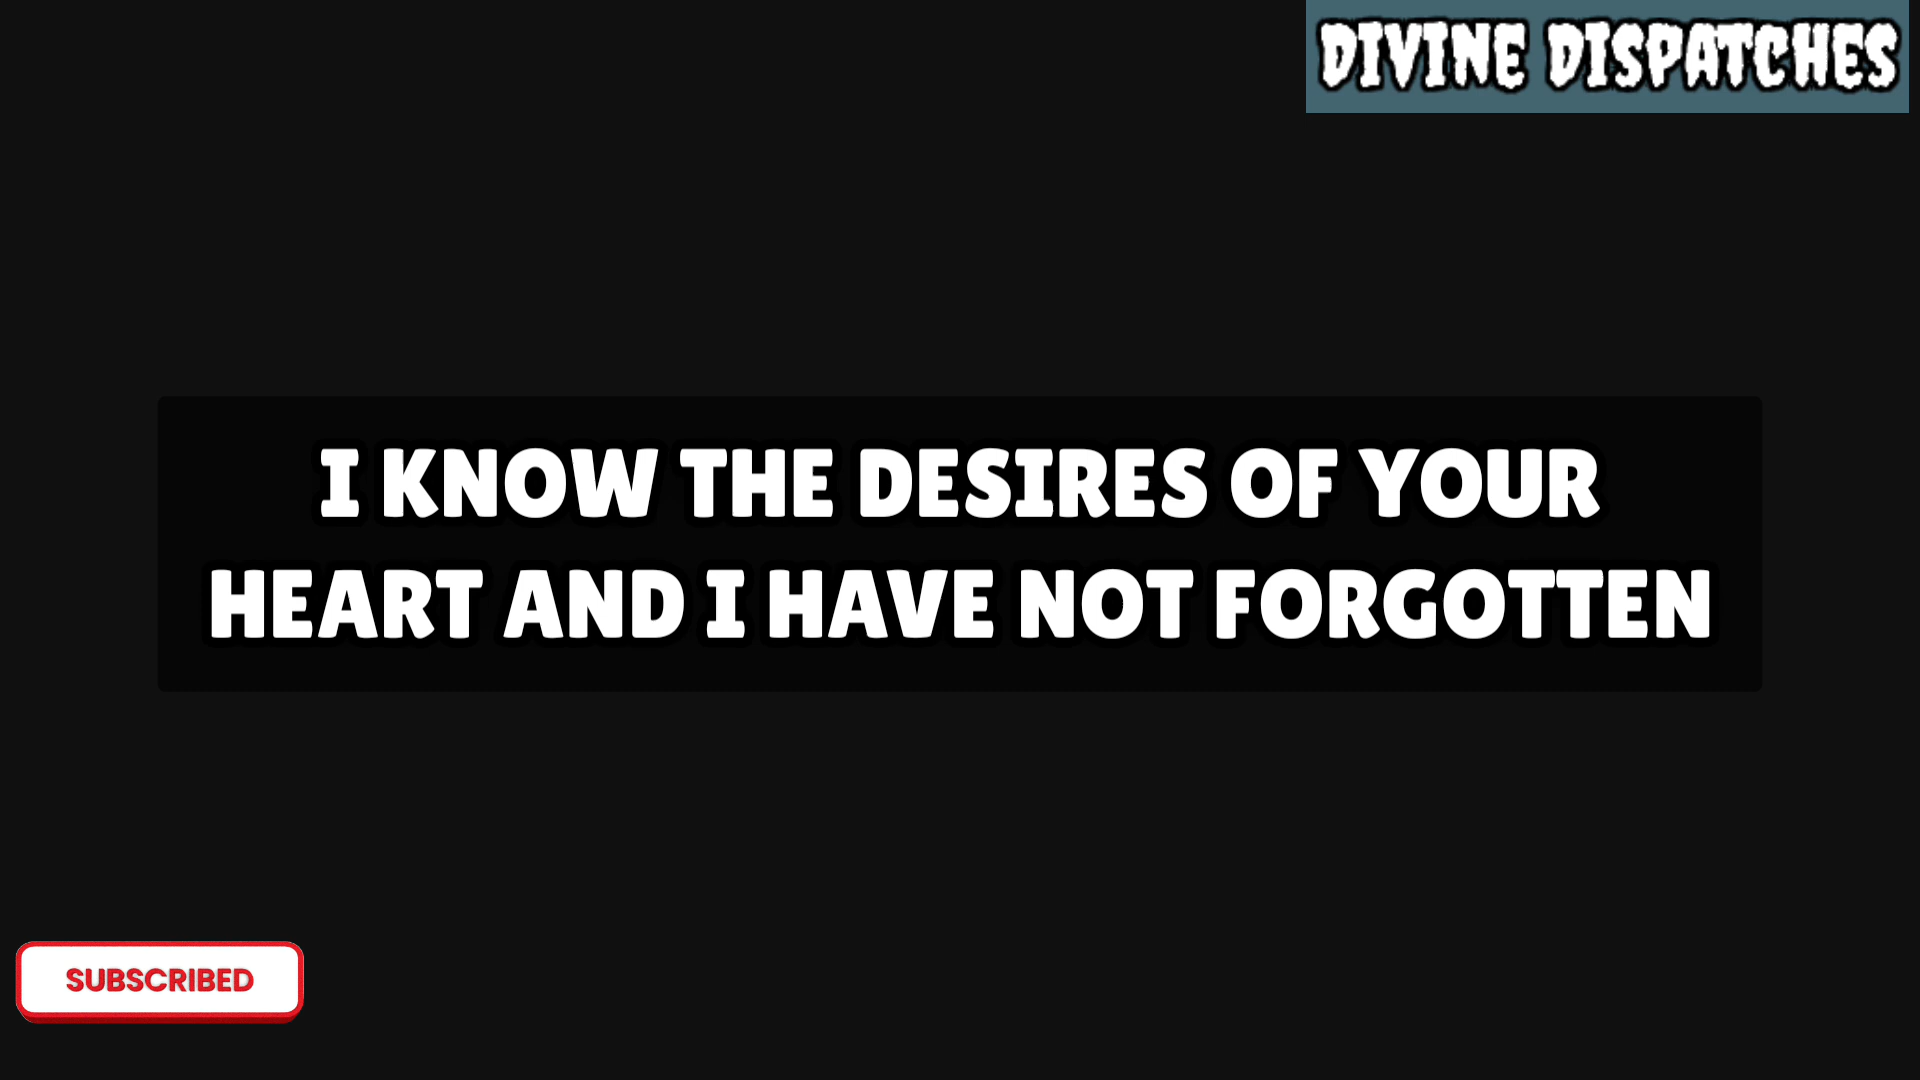 DIVINE DISPATCHES
I KNOW THE DESIRES OF YOUR
HEART AND I HAVE NOT FORGOTTEN
SUBSCRIBED